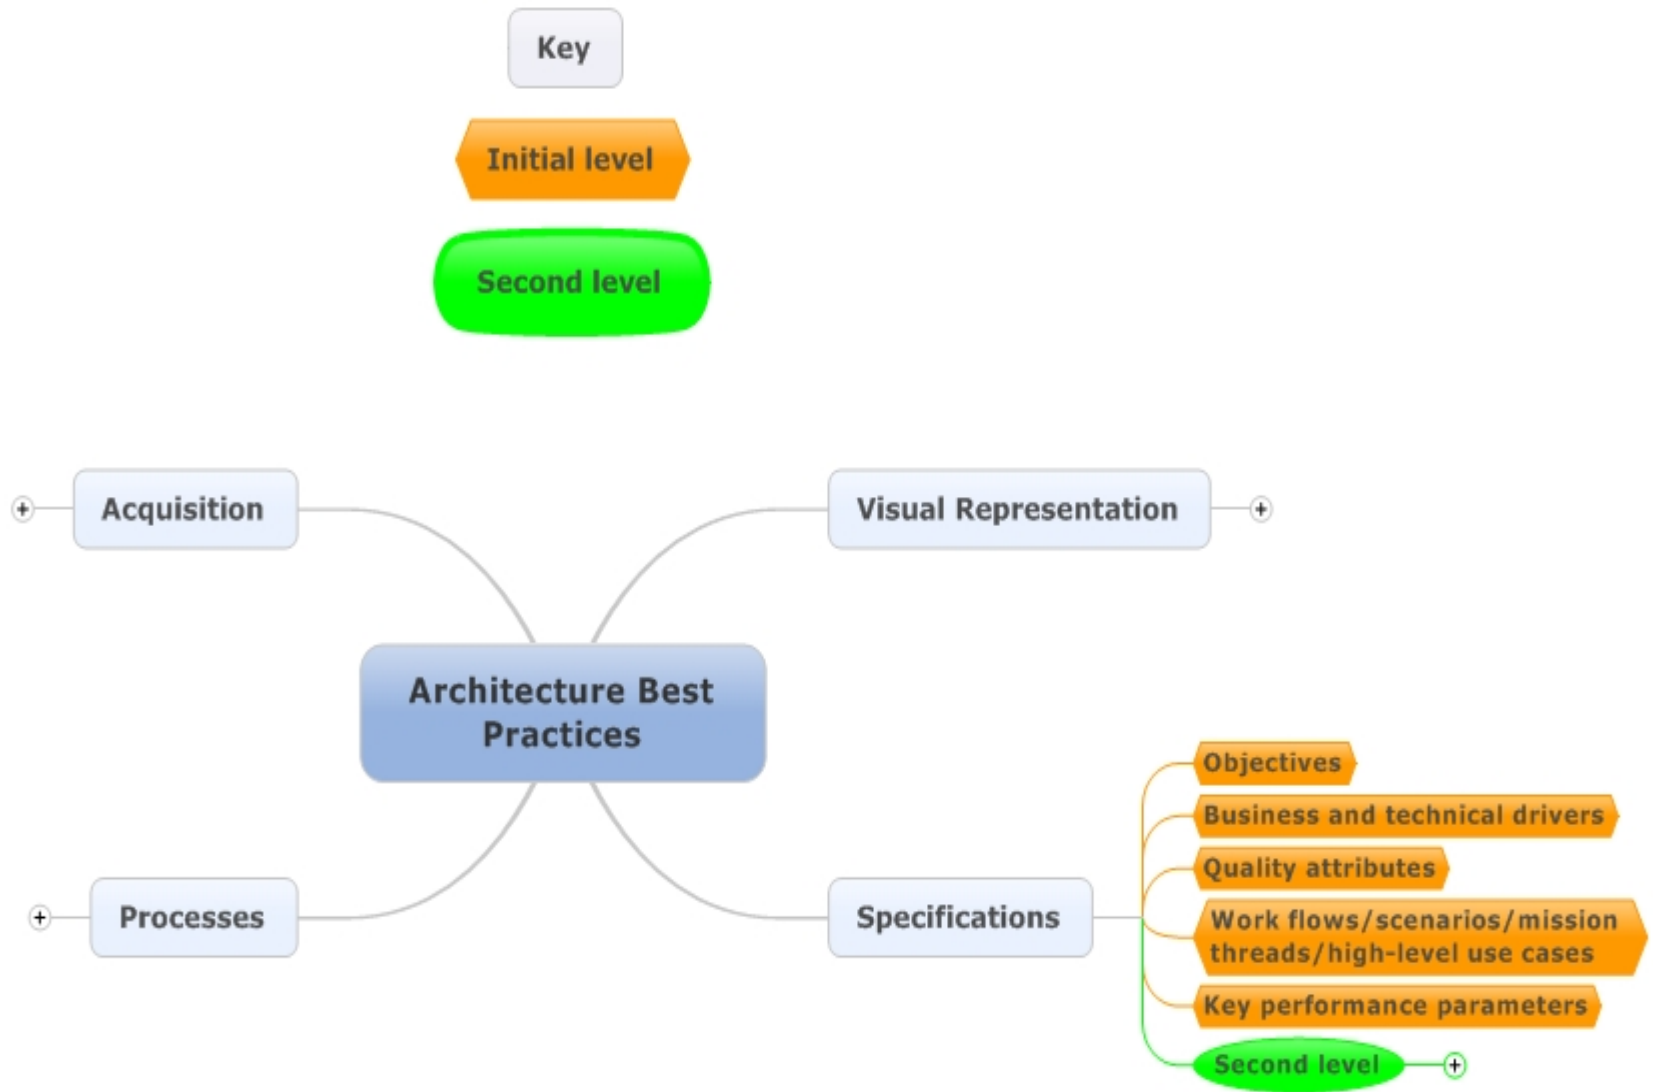 Key
Initial level
Second level
Acquisition
Visual Representation
Architecture Best
Practices
Processes
Specifications
Objectives
Business and technical drivers
Quality attributes
Work flows/scenarios/mission
threads/high-level use cases
Key performance parameters
Second level